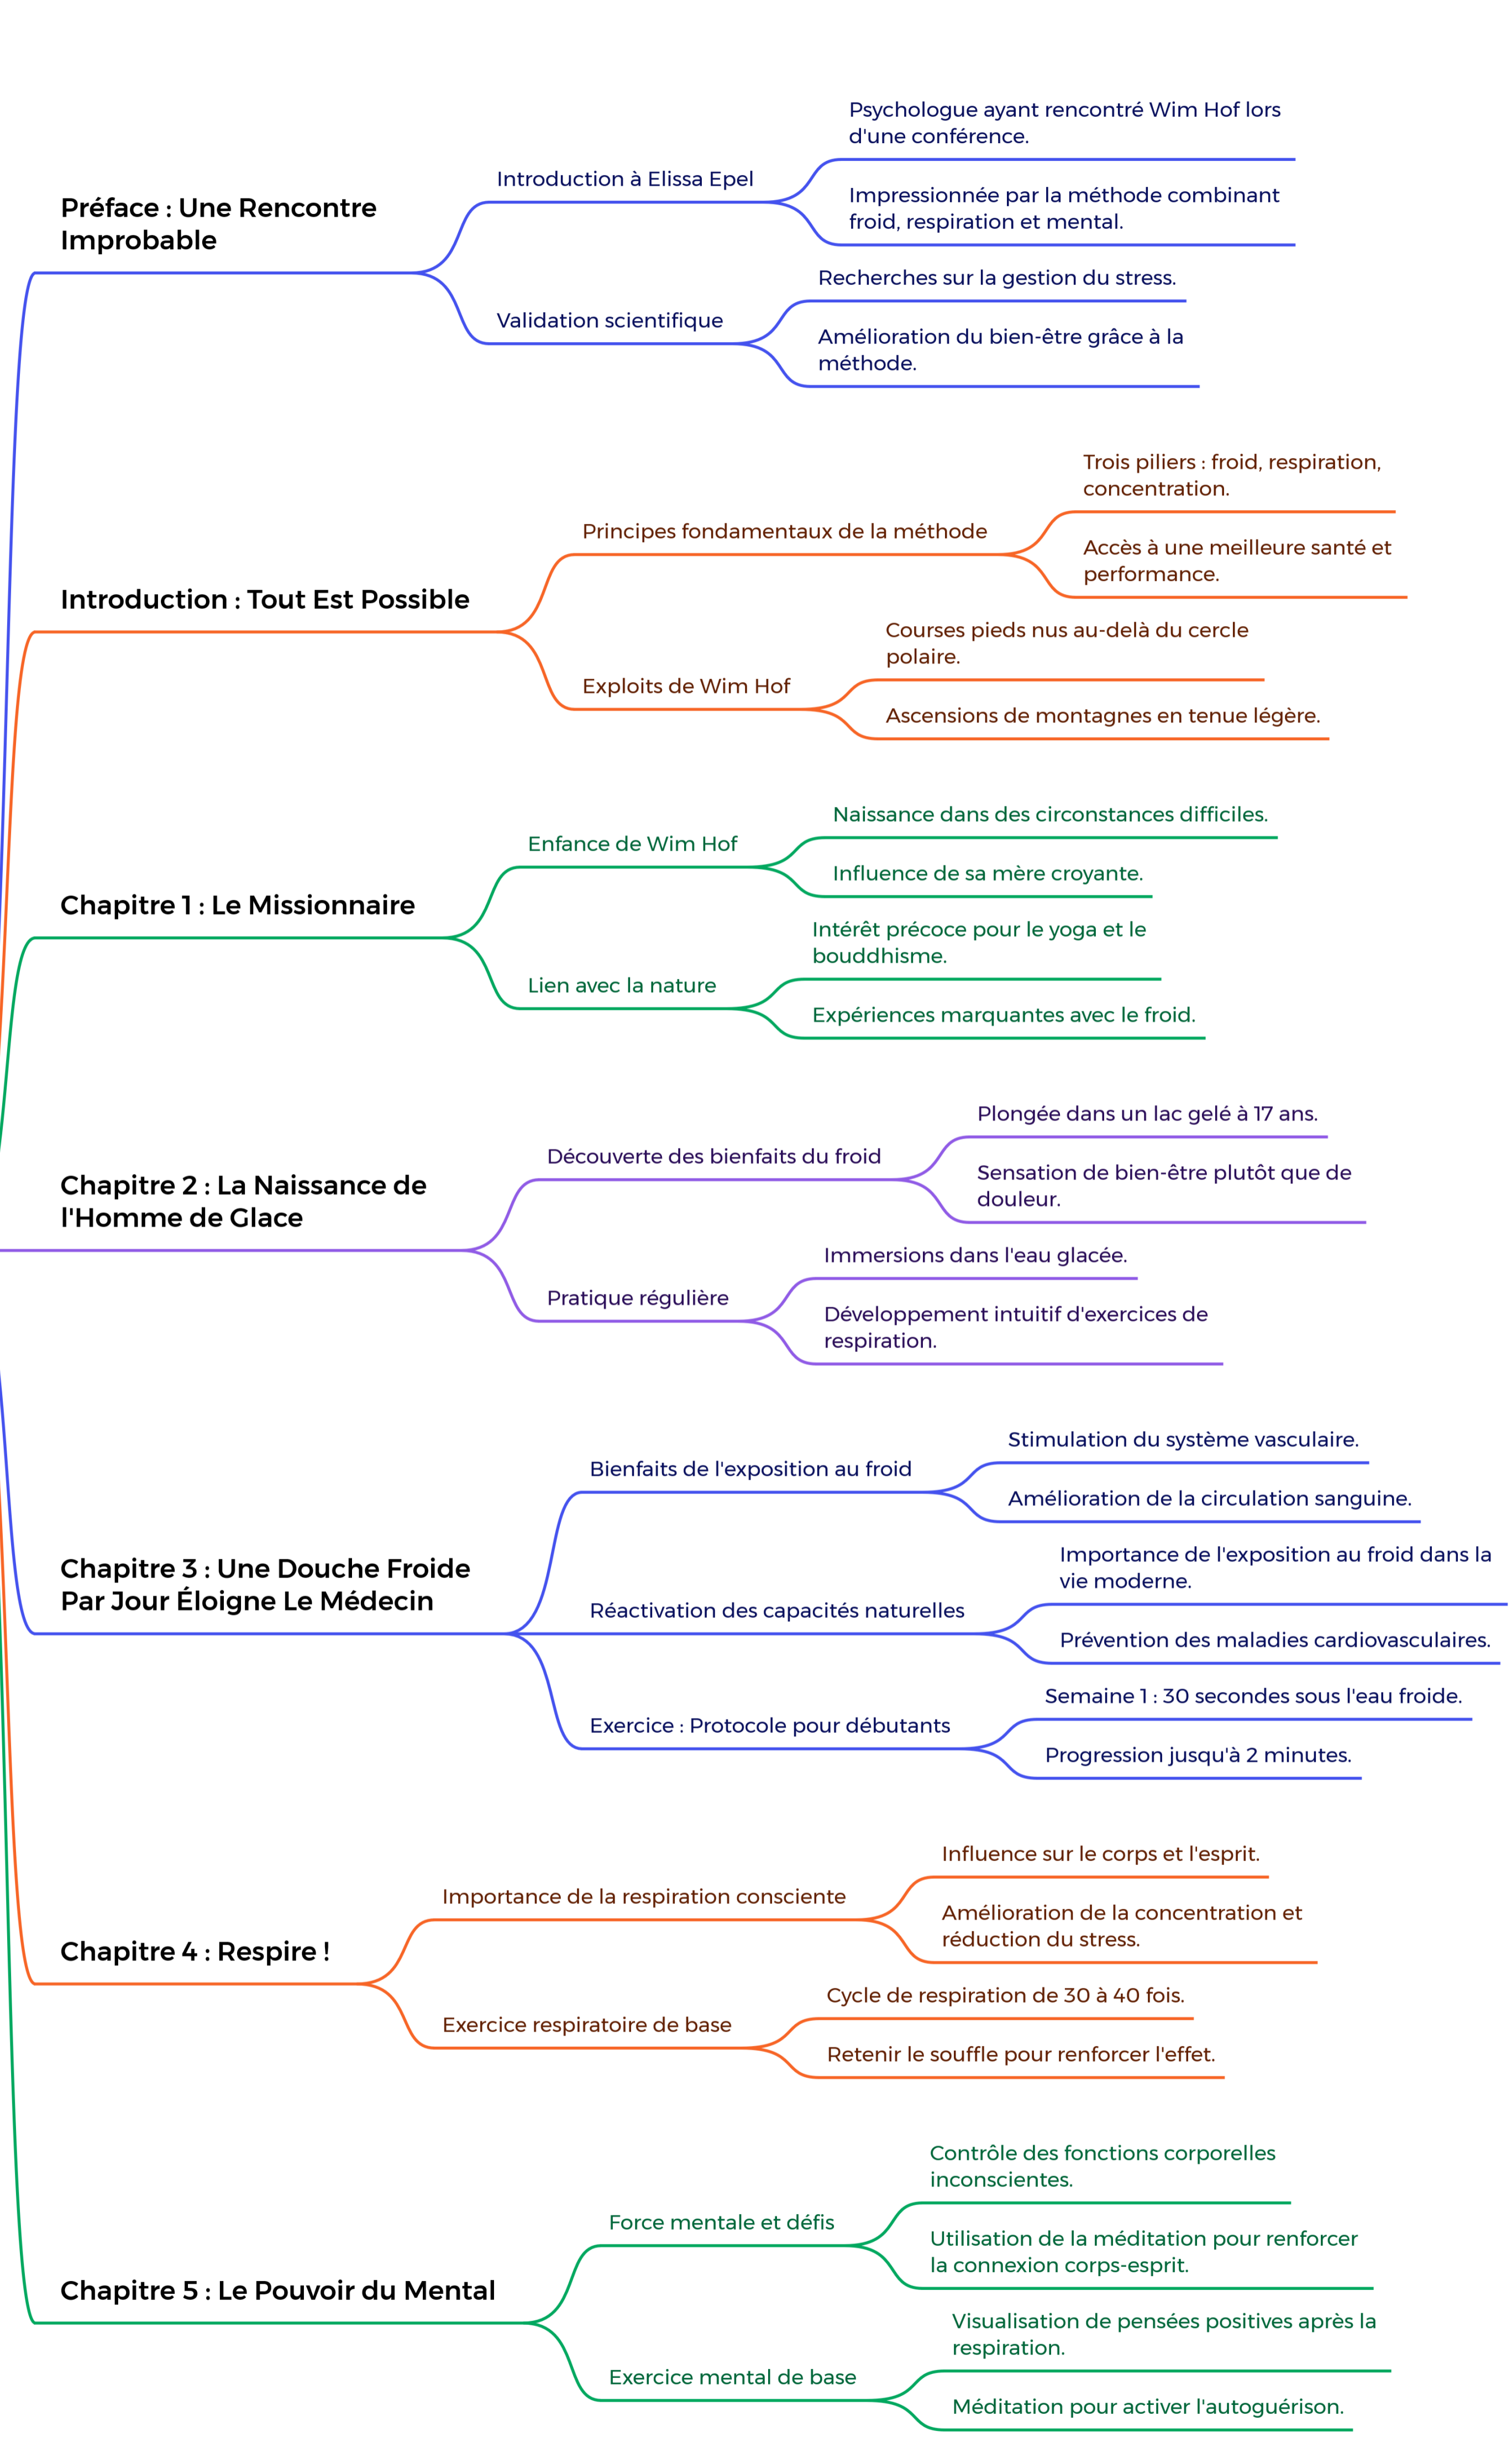 Préface : Une Rencontre
Improbable
Introduction à Elissa Epel
Psychologue ayant rencontré Wim Hof lors
d'une conférence.
Impressionnée par la méthode combinant
froid, respiration et mental.
Validation scientifique
Recherches sur la gestion du stress.
Amélioration du bien-être grâce à la
méthode.
Introduction : Tout Est Possible
Principes fondamentaux de la méthode
Trois piliers : froid, respiration,
concentration.
Accès à une meilleure santé et
performance.
Exploits de Wim Hof
Courses pieds nus au-delà du cercle
polaire.
Ascensions de montagnes en tenue légère.
Chapitre 1 : Le Missionnaire
Enfance de Wim Hof
Naissance dans des circonstances difficiles.
Influence de sa mère croyante.
Lien avec la nature
Intérêt précoce pour le yoga et le
bouddhisme.
Expériences marquantes avec le froid.
Chapitre 2 : La Naissance de
l'Homme de Glace
Découverte des bienfaits du froid
Plongée dans un lac gelé à 17 ans.
Sensation de bien-être plutôt que de
douleur.
Pratique régulière
Immersions dans l'eau glacée.
Développement intuitif d'exercices de
respiration.
Chapitre 3 : Une Douche Froide
Par Jour Éloigne Le Médecin
Bienfaits de l'exposition au froid
Stimulation du système vasculaire.
Amélioration de la circulation sanguine.
Réactivation des capacités naturelles
Importance de l'exposition au froid dans la
vie moderne.
Prévention des maladies cardiovasculaires.
Exercice : Protocole pour débutants
Semaine 1 : 30 secondes sous l'eau froide.
Progression jusqu'à 2 minutes.
Chapitre 4 : Respire !
Importance de la respiration consciente
Influence sur le corps et l'esprit.
Amélioration de la concentration et
réduction du stress.
Exercice respiratoire de base
Cycle de respiration de 30 à 40 fois.
Retenir le souffle pour renforcer l'effet.
Chapitre 5 : Le Pouvoir du Mental
Force mentale et défis
Contrôle des fonctions corporelles
inconscientes.
Utilisation de la méditation pour renforcer
la connexion corps-esprit.
Exercice mental de base
Visualisation de pensées positives après la
respiration.
Méditation pour activer l'autoguérison.